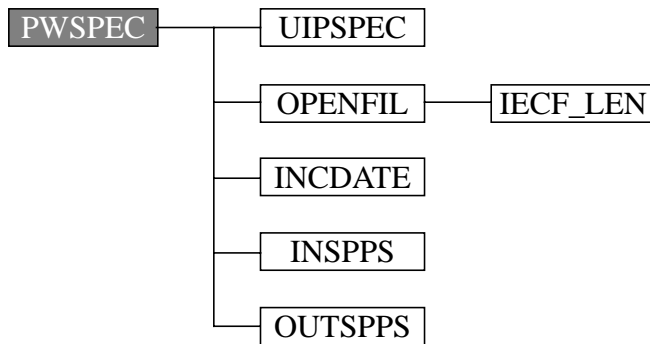 PWSPEC
UIPSPEC
OPENFIL
IECF_LEN
INCDATE
INSPPS
OUTSPPS